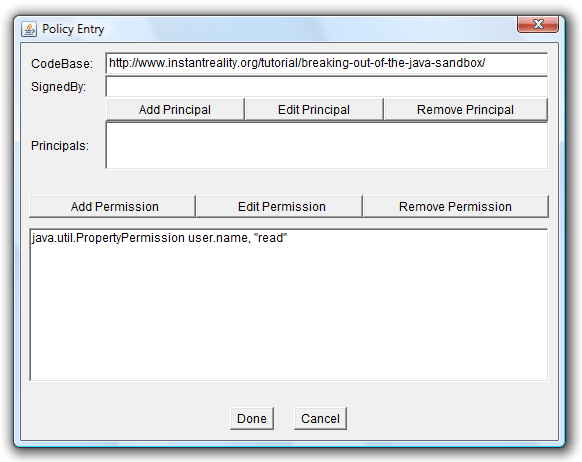 Policy Entry
CodeBase: http://www.instantreality.org/tutorial/breaking-out-of-the-java-sandbox/
SignedBy:
Add Principal Edit Principal Remove Principal
Principals:
Add Permission Edit Permission Remove Permission
java.util.PropertyPermission user.name, "read"
Done Cancel